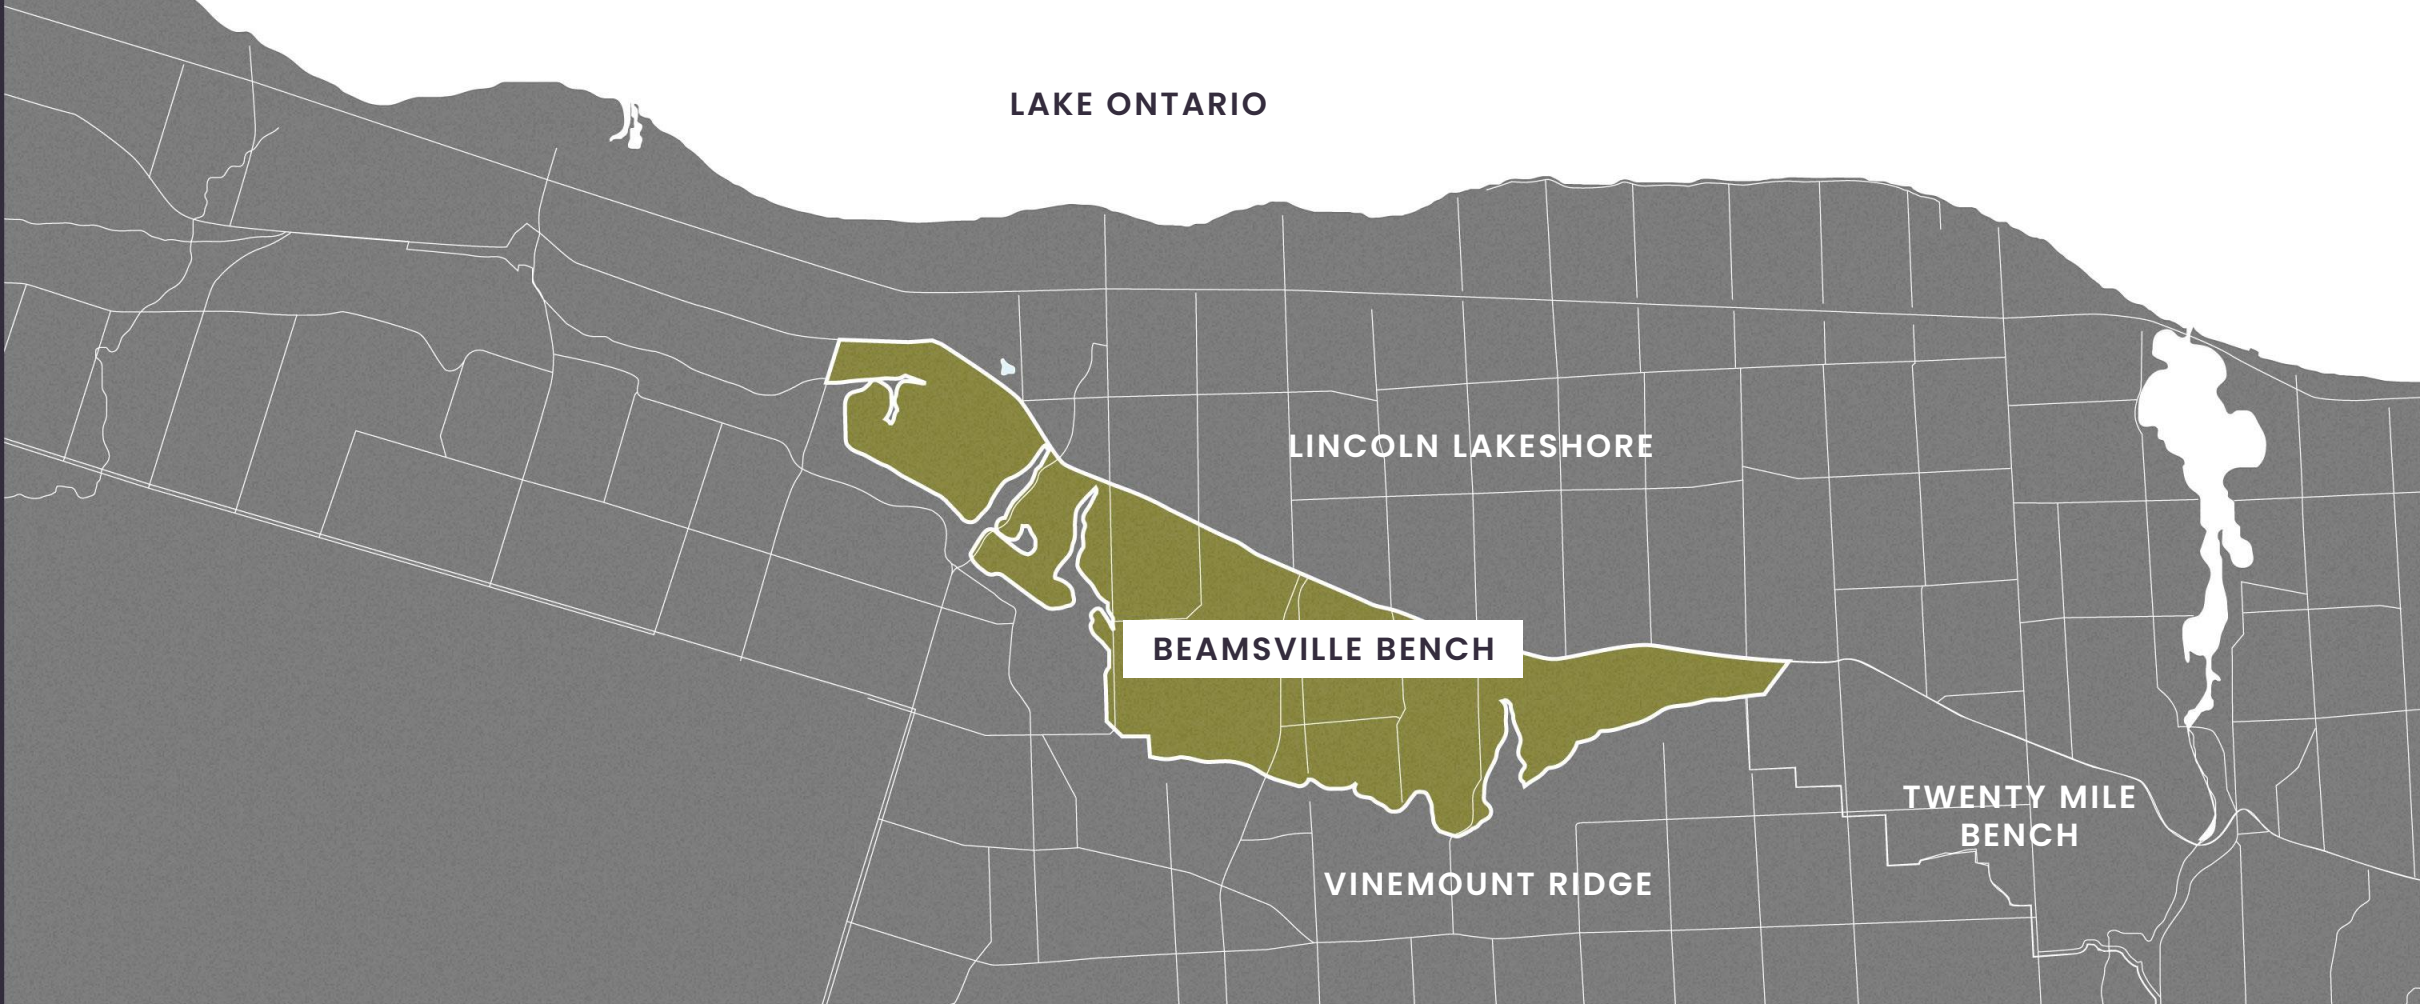 LAKE ONTARIO
LINCOLN LAKESHORE
BEAMSVILLE BENCH
TWENTY MILE
BENCH
VINEMOUNT RIDGE